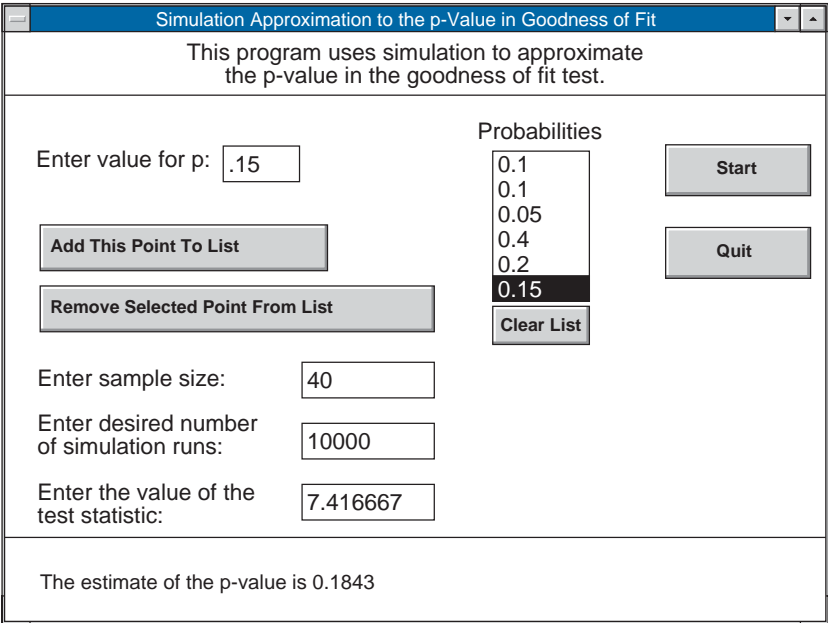 Simulation Approximation to the p-Value in Goodness of Fit
This program uses simulation to approximate
the p-value in the goodness of fit test.
Enter value for p:
.15
Add This Point To List
Remove Selected Point From List
Probabilities
0.1
0.1
0.05
0.4
0.2
0.15
Clear List
Start
Quit
Enter sample size:
40
Enter desired number
of simulation runs:
10000
Enter the value of the
test statistic:
7.416667
The estimate of the p-value is 0.1843